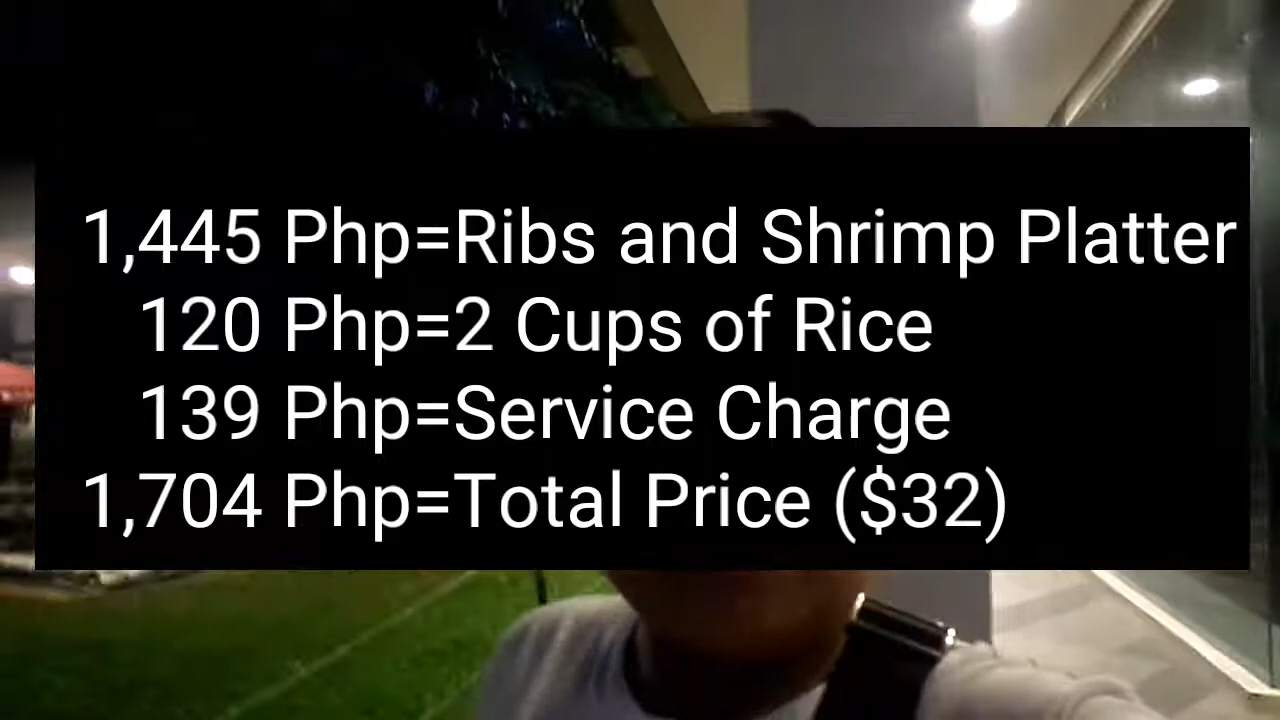 1,445 Php=Ribs and Shrimp Platter
120 Php=2 Cups of Rice
139 Php=Service Charge
1,704 Php=Total Price ($32)